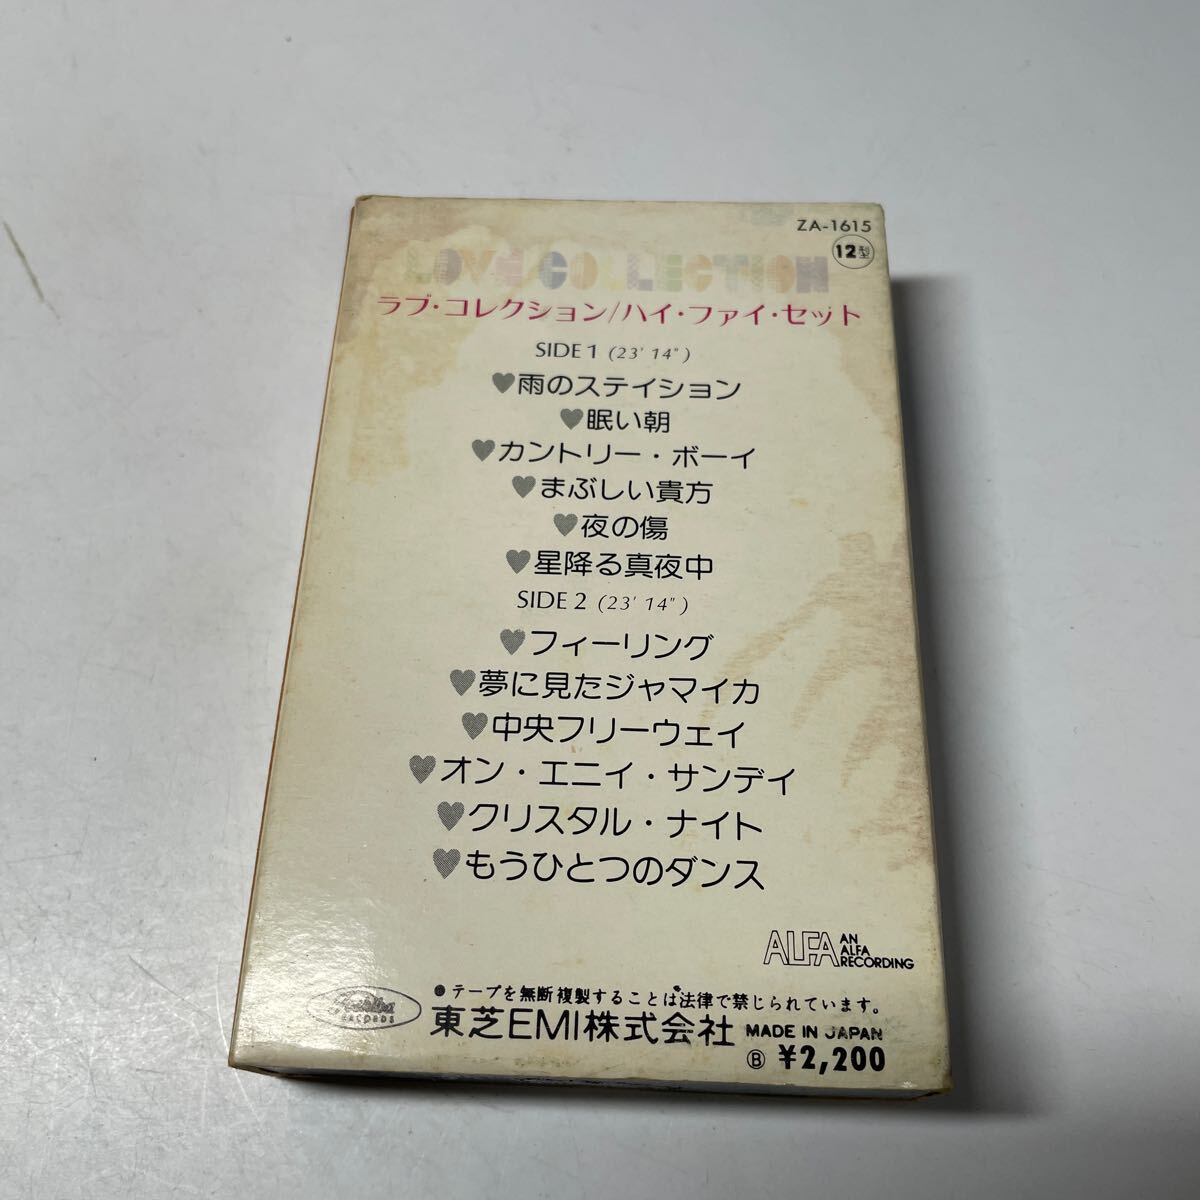 ZA-1615
12型
LOVE COLLECTION
ラブ・コレクション/ハイ・ファイ・セット
SIDE 1 (23' 14")
♥雨のステイション
♥眠い朝
♥カントリー・ボーイ
♥まぶしい貴方
♥夜の傷
♥星降る真夜中
SIDE 2 (23' 14")
♥フィーリング
♥夢に見たジャマイカ
♥中央フリーウェイ
♥オン・エニイ・サンデイ
♥クリスタル・ナイト
♥もうひとつのダンス
ALFA AN ALFA RECORDING
●テープを無断複製することは法律で禁じられています。
Toshiba RECORDS
東芝EMI株式会社 MADE IN JAPAN
Ⓑ ¥2,200